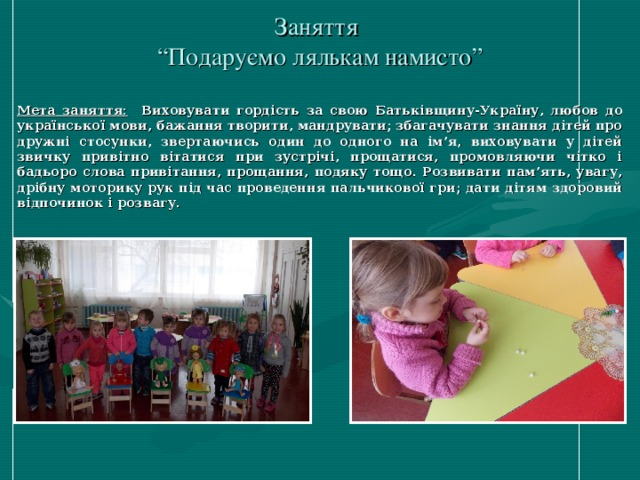 Заняття
“Подаруємо лялькам намисто”
Мета заняття: Виховувати гордість за свою Батьківщину-Україну, любов до
української мови, бажання творити, мандрувати; збагачувати знання дітей про
дружні стосунки, звертаючись один до одного на ім’я, виховувати у дітей
звичку привітно вітатися при зустрічі, прощатися, промовляючи чітко і
бадьоро слова привітання, прощання, подяку тощо. Розвивати пам’ять, увагу,
дрібну моторику рук під час проведення пальчикової гри; дати дітям здоровий
відпочинок і розвагу.